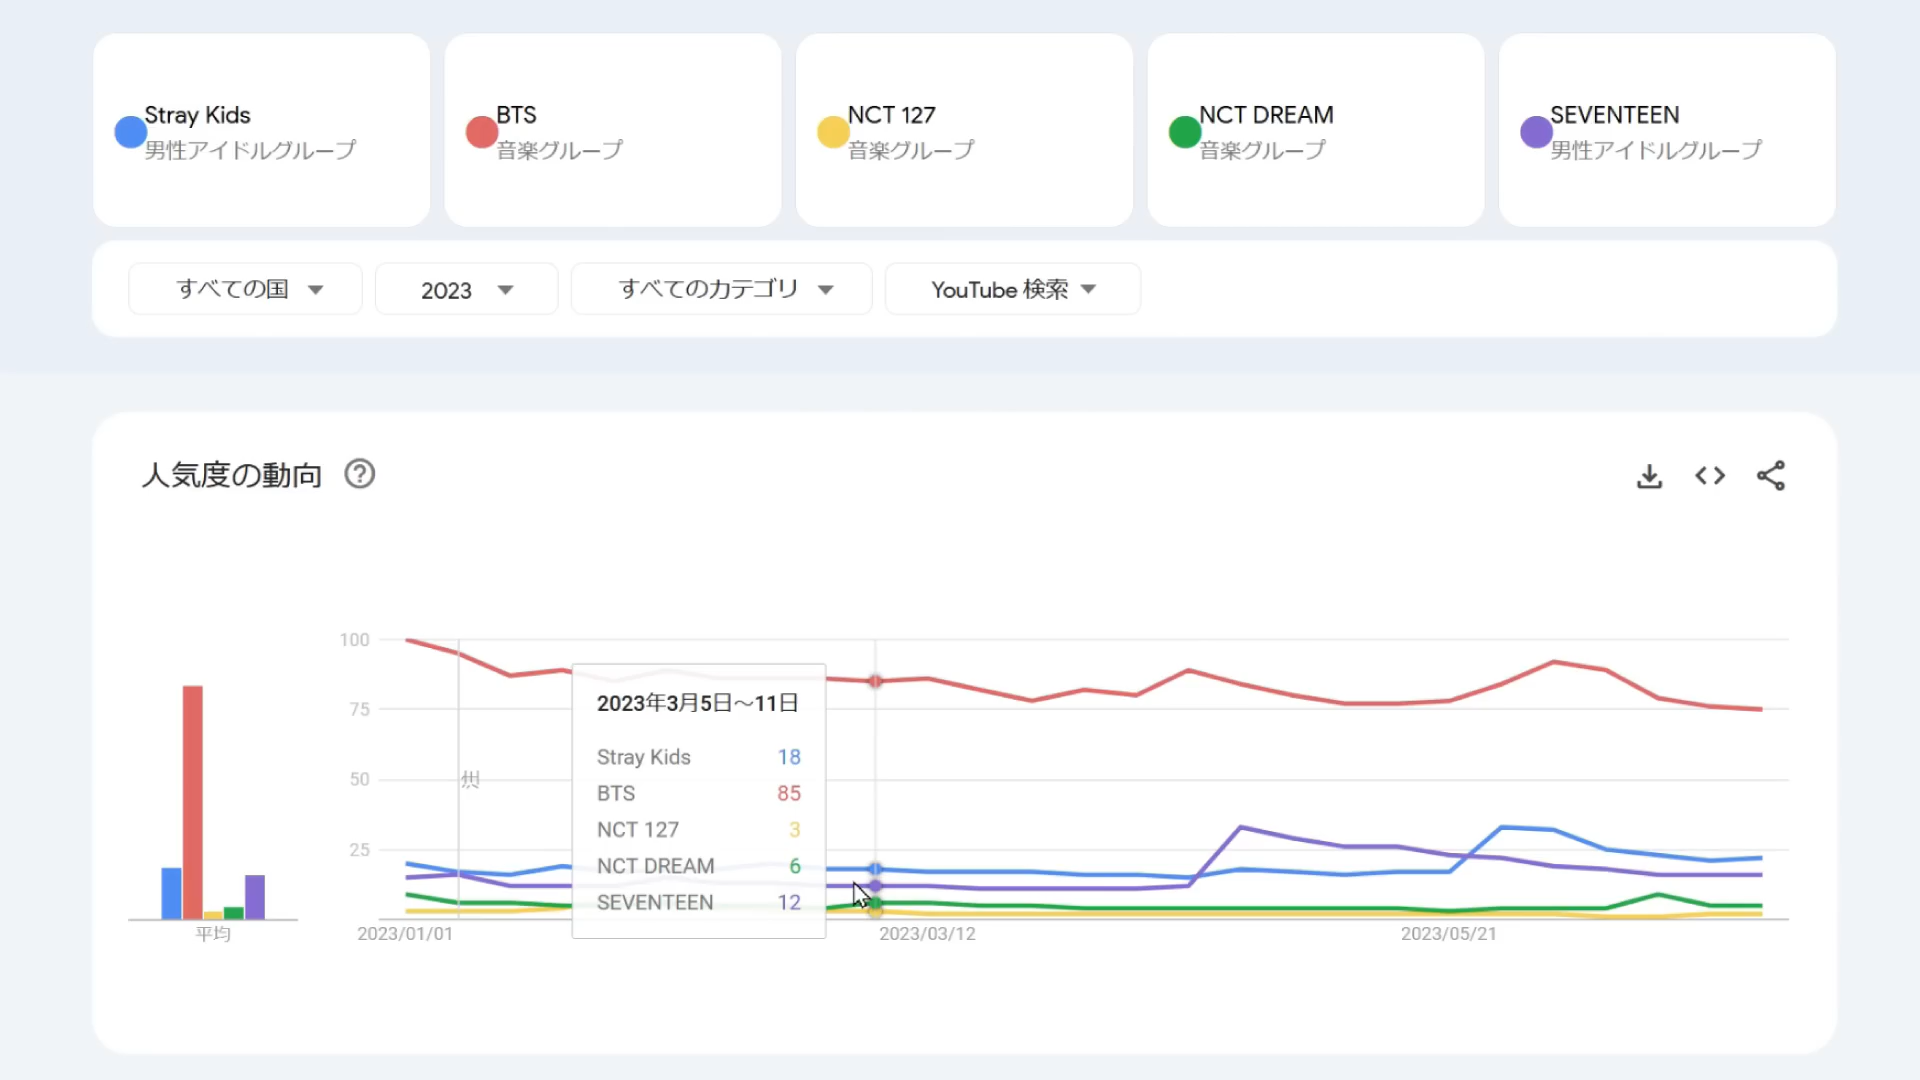 Stray Kids
男性アイドルグループ
BTS
音楽グループ
NCT 127
音楽グループ
NCT DREAM
音楽グループ
SEVENTEEN
男性アイドルグループ
すべての国
2023
すべてのカテゴリ
YouTube 検索
人気度の動向
100
75
50
25
注
2023年3月5日～11日
Stray Kids 18
BTS 85
NCT 127 3
NCT DREAM 6
SEVENTEEN 12
平均
2023/01/01
2023/03/12
2023/05/21